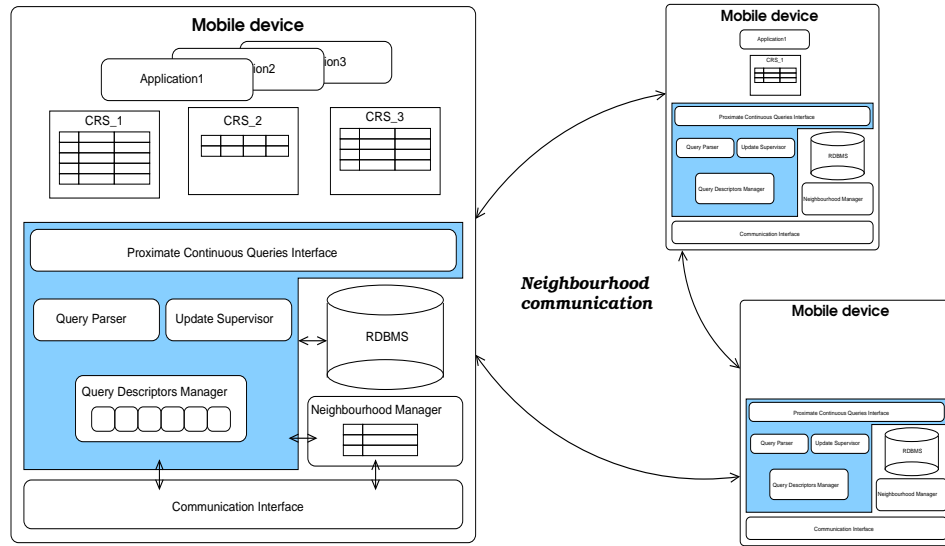 Mobile device
ion3
ion2
Application1
CRS_1
CRS_2
CRS_3
Proximate Continuous Queries Interface
Query Parser
Update Supervisor
RDBMS
Query Descriptors Manager
Neighbourhood Manager
Communication Interface
Neighbourhood
communication
Mobile device
Application1
CRS_1
Proximate Continuous Queries Interface
Query Parser
Update Supervisor
RDBMS
Query Descriptors Manager
Neighbourhood Manager
Communication Interface
Mobile device
Proximate Continuous Queries Interface
Query Parser
Update Supervisor
RDBMS
Query Descriptors Manager
Neighbourhood Manager
Communication Interface